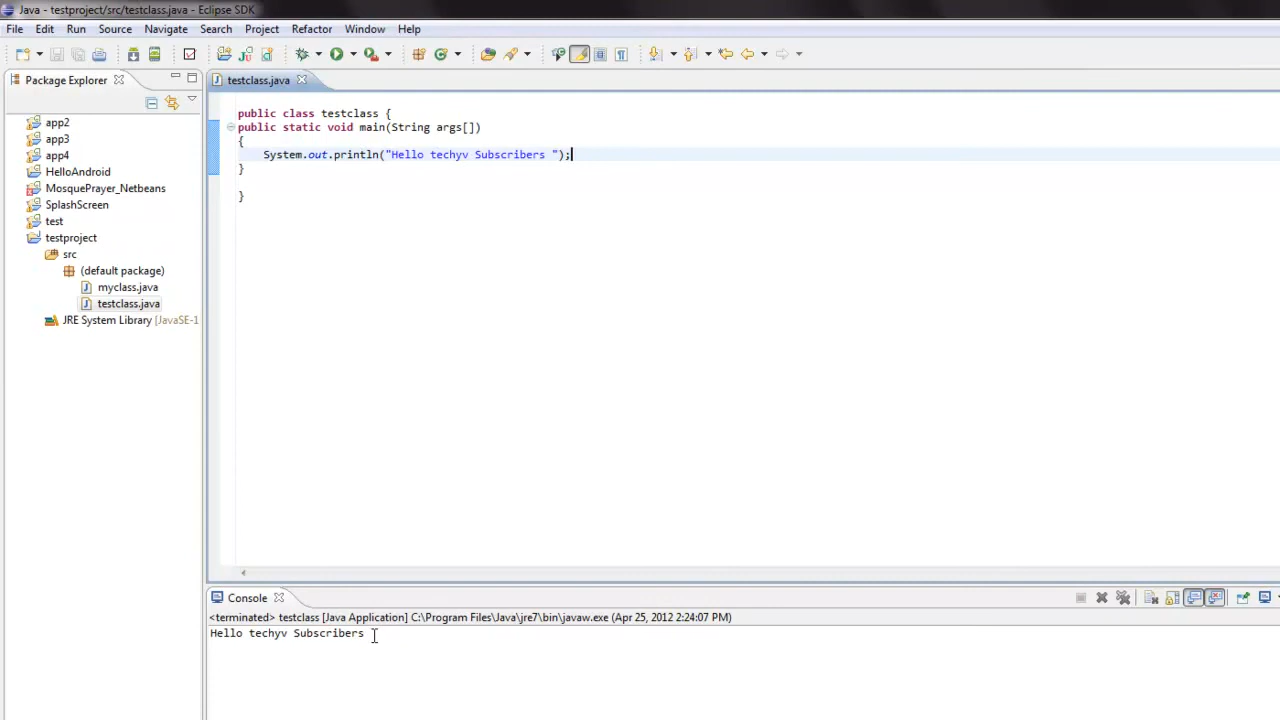 Java - testproject/src/testclass.java - Eclipse SDK
File Edit Run Source Search Project Refactor Window Help
Package Explorer
testclass.java
app2
app3
app4
HelloAndroid
MosquePrayer_Netbeans
SplashScreen
test
testproject
src
(default package)
myclass.java
testclass.java
JRE System Library [JavaSE-1
public class testclass {
public static void main(String args[])
{
System.out.println("Hello techyv Subscribers ");
}
}
Console
<terminated> testclass [Java Application] C:\Program Files\Java\jre7\bin\javaw.exe (Apr 25, 2012 2:24:07 PM)
Hello techyv Subscribers